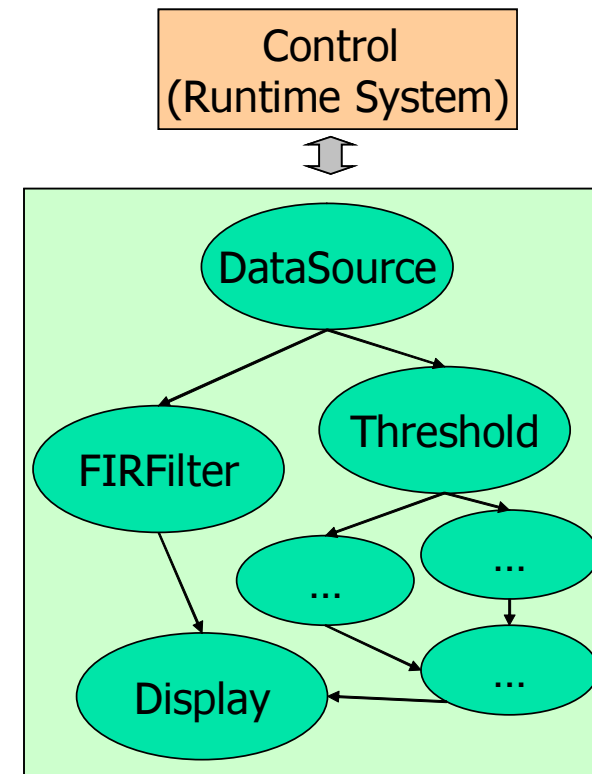 Control
(Runtime System)
DataSource
Threshold
FIRFilter
...
...
...
Display